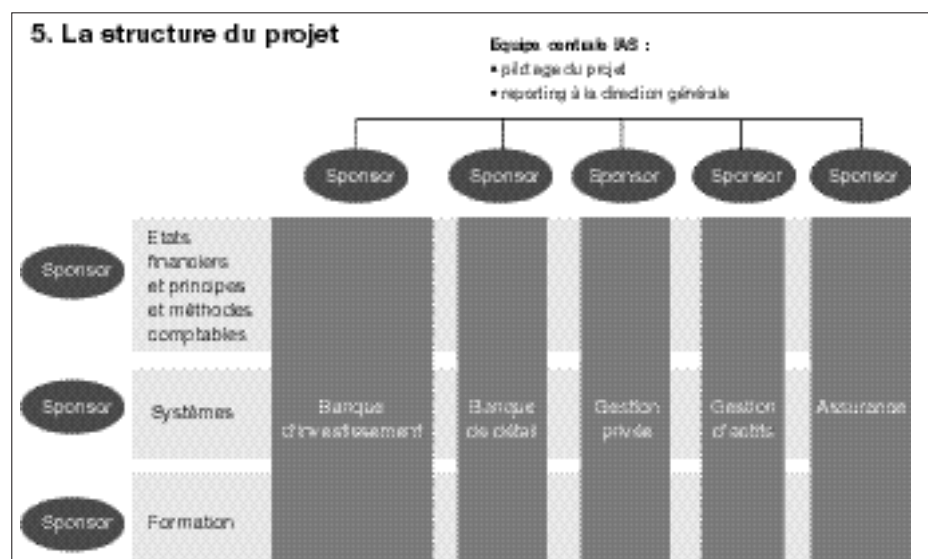 5. La structure du projet
Equipe centrale IAS :
• pilotage du projet
• reporting à la direction générale
Sponsor Sponsor Sponsor Sponsor Sponsor
Sponsor
Etats
financiers
et principes
et méthodes
comptables
Sponsor
Systèmes
Banque
d'investissement
Banque
de détail
Gestion
privée
Gestion
d'actifs
Assurance
Sponsor
Formation